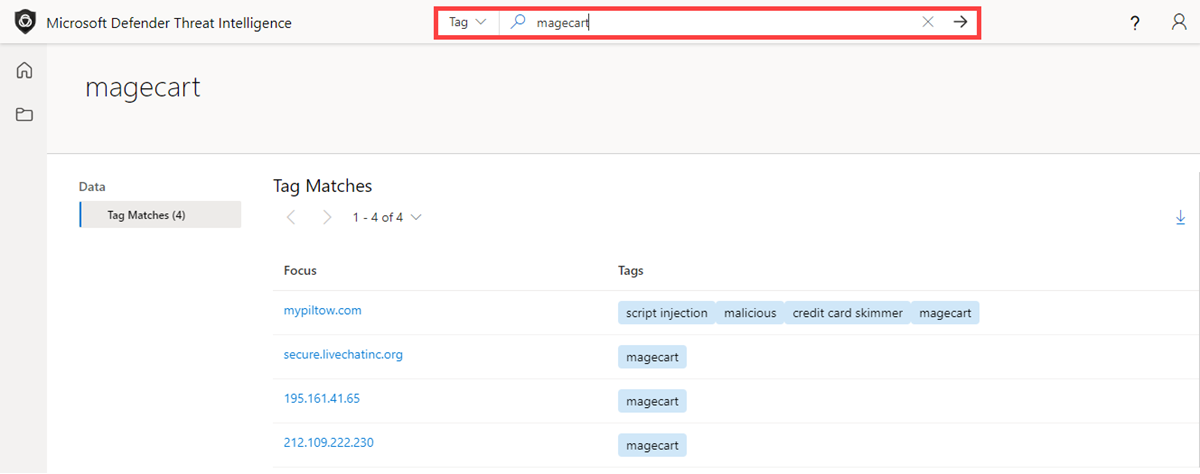 Microsoft Defender Threat Intelligence Tag magecart ?
magecart
Data
Tag Matches (4)
Tag Matches
1 - 4 of 4
Focus Tags
mypiltow.com script injection malicious credit card skimmer magecart
secure.livechatinc.org magecart
195.161.41.65 magecart
212.109.222.230 magecart